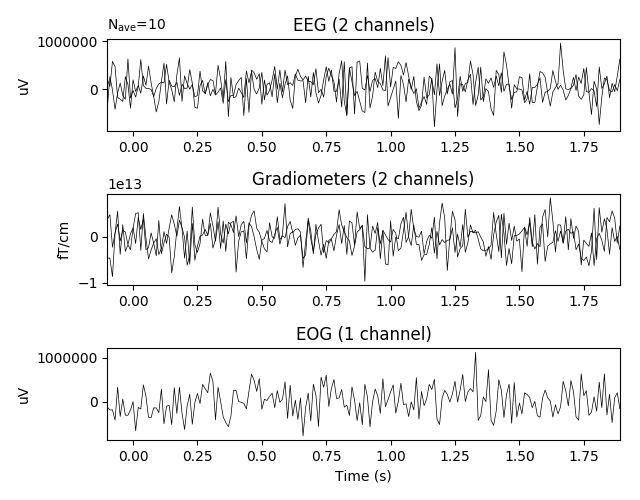 N_ave=10
EEG (2 channels)
1000000
0
uV
0.00 0.25 0.50 0.75 1.00 1.25 1.50 1.75
1e13
Gradiometers (2 channels)
0
−1
fT/cm
0.00 0.25 0.50 0.75 1.00 1.25 1.50 1.75
EOG (1 channel)
1000000
0
uV
0.00 0.25 0.50 0.75 1.00 1.25 1.50 1.75
Time (s)